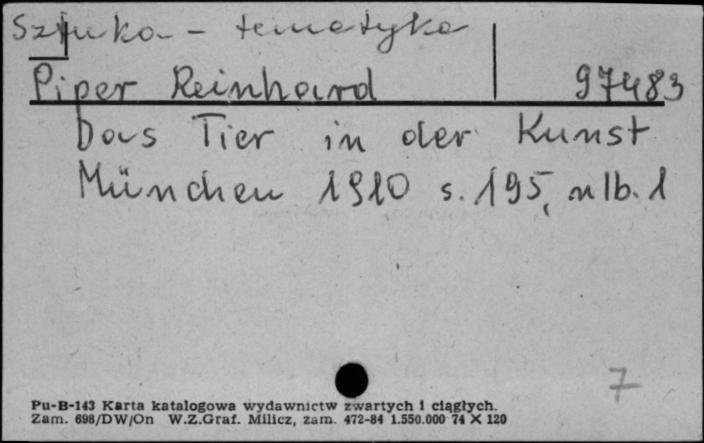 Sztuka - tematyka
Piper Reinhard 97483
Das Tier in der Kunst
München 1910 s. 195, nlb. 1
7
Pu-B-143 Karta katalogowa wydawnictw zwartych i ciągłych.
Zam. 698/DW/On W.Z.Graf. Milicz, zam. 472-84 1.550.000 74 X 120